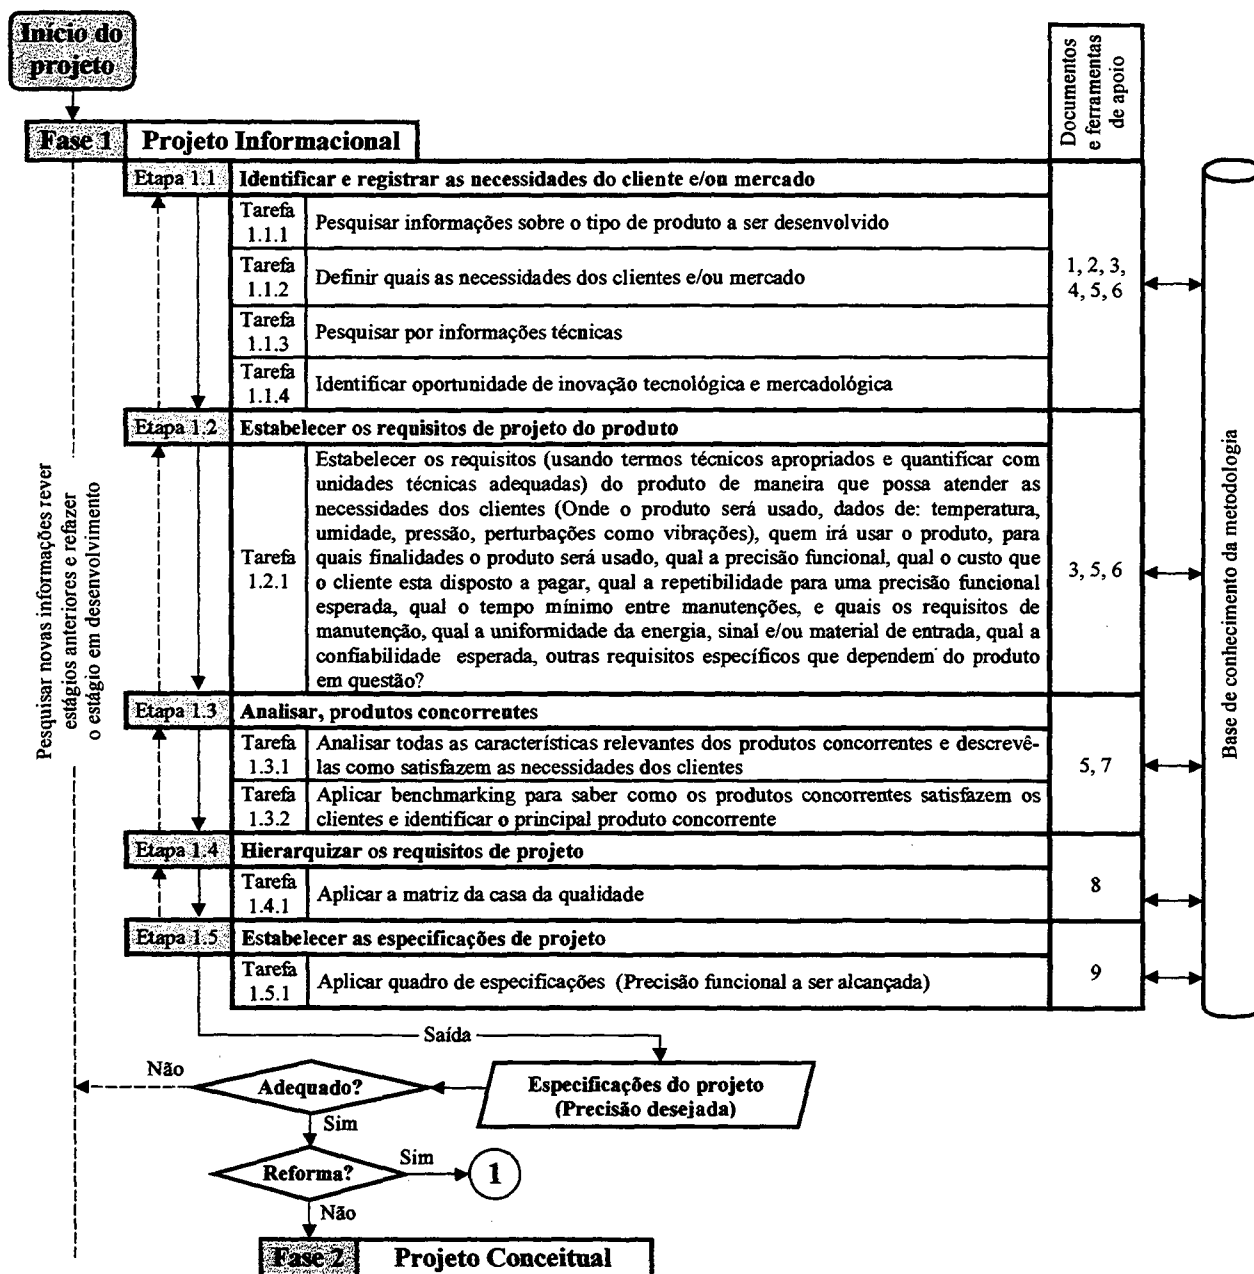 Início do
projeto
Documentos
e ferramentas
de apoio
Fase 1
Projeto Informacional
Etapa 1.1
Identificar e registrar as necessidades do cliente e/ou mercado
Tarefa
1.1.1
Pesquisar informações sobre o tipo de produto a ser desenvolvido
Tarefa
1.1.2
Definir quais as necessidades dos clientes e/ou mercado
Tarefa
1.1.3
Pesquisar por informações técnicas
Tarefa
1.1.4
Identificar oportunidade de inovação tecnológica e mercadológica
1, 2, 3,
4, 5, 6
Etapa 1.2
Estabelecer os requisitos de projeto do produto
Tarefa
1.2.1
Estabelecer os requisitos (usando termos técnicos apropriados e quantificar com
unidades técnicas adequadas) do produto de maneira que possa atender as
necessidades dos clientes (Onde o produto será usado, dados de: temperatura,
umidade, pressão, perturbações como vibrações), quem irá usar o produto, para
quais finalidades o produto será usado, qual a precisão funcional, qual o custo que
o cliente esta disposto a pagar, qual a repetibilidade para uma precisão funcional
esperada, qual o tempo mínimo entre manutenções, e quais os requisitos de
manutenção, qual a uniformidade da energia, sinal e/ou material de entrada, qual a
confiabilidade esperada, outras requisitos específicos que dependem do produto
em questão?
3, 5, 6
Etapa 1.3
Analisar, produtos concorrentes
Tarefa
1.3.1
Analisar todas as características relevantes dos produtos concorrentes e descrevê-
las como satisfazem as necessidades dos clientes
Tarefa
1.3.2
Aplicar benchmarking para saber como os produtos concorrentes satisfazem os
clientes e identificar o principal produto concorrente
5, 7
Etapa 1.4
Hierarquizar os requisitos de projeto
Tarefa
1.4.1
Aplicar a matriz da casa da qualidade
8
Etapa 1.5
Estabelecer as especificações de projeto
Tarefa
1.5.1
Aplicar quadro de especificações (Precisão funcional a ser alcançada)
9
Pesquisar novas informações rever
estágios anteriores e refazer
o estágio em desenvolvimento
Base de conhecimento da metodologia
Saída
Especificações do projeto
(Precisão desejada)
Não
Adequado?
Sim
Reforma?
Sim
1
Não
Fase 2
Projeto Conceitual